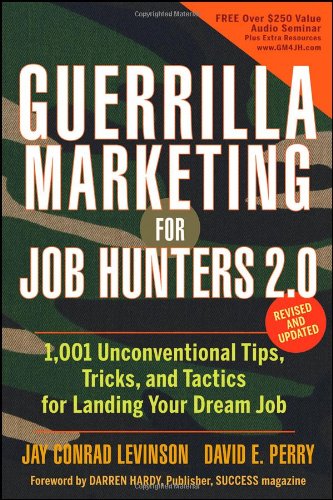 FREE Over $250 Value
Audio Seminar
Plus Extra Resources
www.GM4JH.com
GUERRILLA
MARKETING
FOR
JOB HUNTERS 2.0
REVISED
AND
UPDATED
1,001 Unconventional Tips,
Tricks, and Tactics
for Landing Your Dream Job
JAY CONRAD LEVINSON DAVID E. PERRY
Foreword by DARREN HARDY, Publisher, SUCCESS magazine